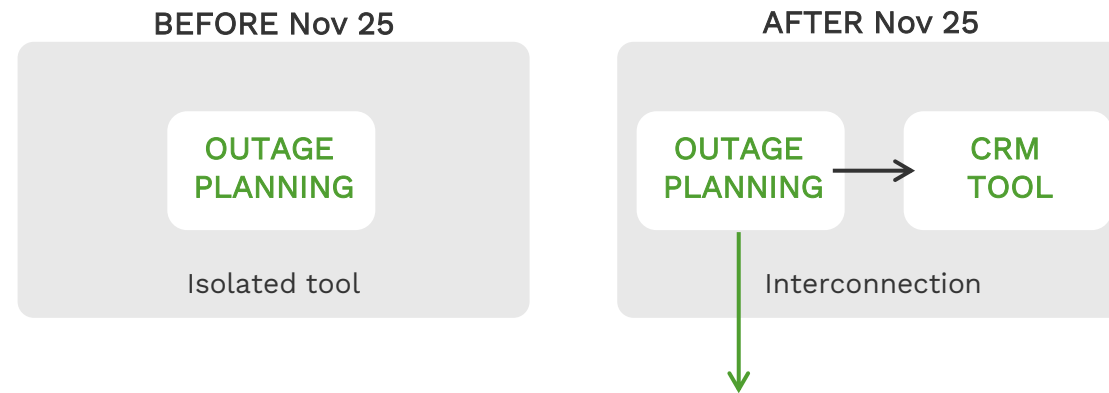 BEFORE Nov 25
OUTAGE
PLANNING
Isolated tool
AFTER Nov 25
OUTAGE
PLANNING
CRM
TOOL
Interconnection